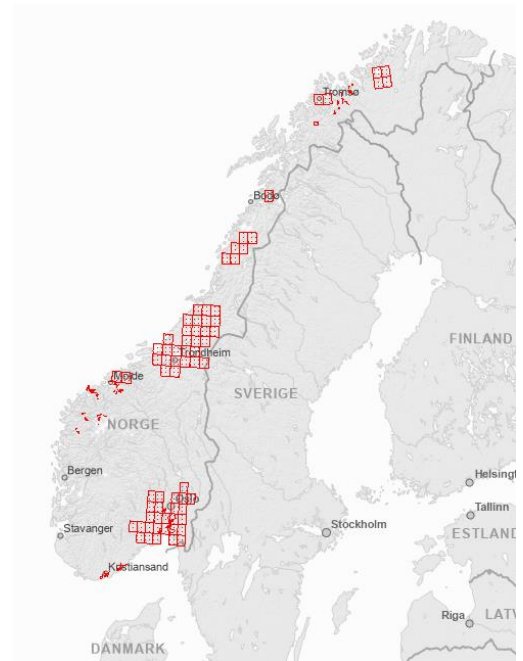 Tromsø
Bodø
FINLAND
Trondheim
Molde
SVERIGE
NORGE
Bergen
Helsingf
Oslo
Tallinn
Stavanger
Stockholm
ESTLAND
Kristiansand
Riga
LATV
DANMARK